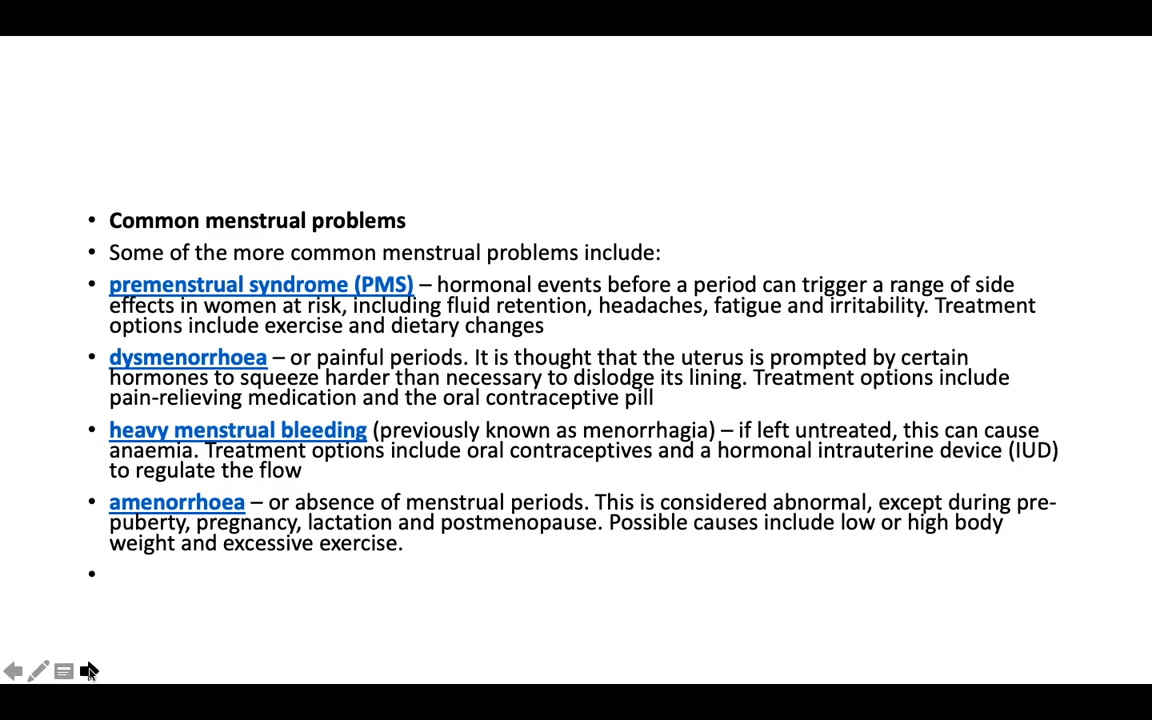 • Common menstrual problems
• Some of the more common menstrual problems include:
• premenstrual syndrome (PMS) – hormonal events before a period can trigger a range of side
effects in women at risk, including fluid retention, headaches, fatigue and irritability. Treatment
options include exercise and dietary changes
• dysmenorrhoea – or painful periods. It is thought that the uterus is prompted by certain
hormones to squeeze harder than necessary to dislodge its lining. Treatment options include
pain-relieving medication and the oral contraceptive pill
• heavy menstrual bleeding (previously known as menorrhagia) – if left untreated, this can cause
anaemia. Treatment options include oral contraceptives and a hormonal intrauterine device (IUD)
to regulate the flow
• amenorrhoea – or absence of menstrual periods. This is considered abnormal, except during pre-
puberty, pregnancy, lactation and postmenopause. Possible causes include low or high body
weight and excessive exercise.
•